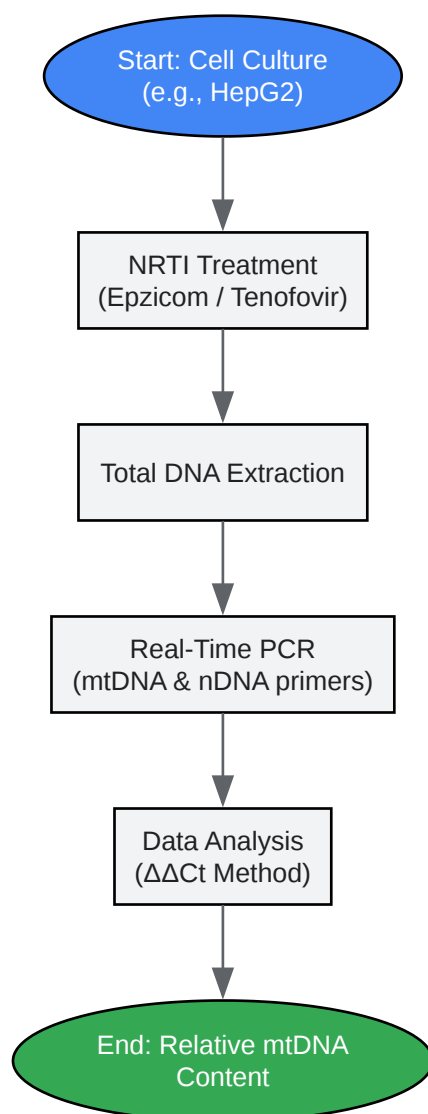 Start: Cell Culture
(e.g., HepG2)
NRTI Treatment
(Epzicom / Tenofovir)
Total DNA Extraction
Real-Time PCR
(mtDNA & nDNA primers)
Data Analysis
(ΔΔCt Method)
End: Relative mtDNA
Content